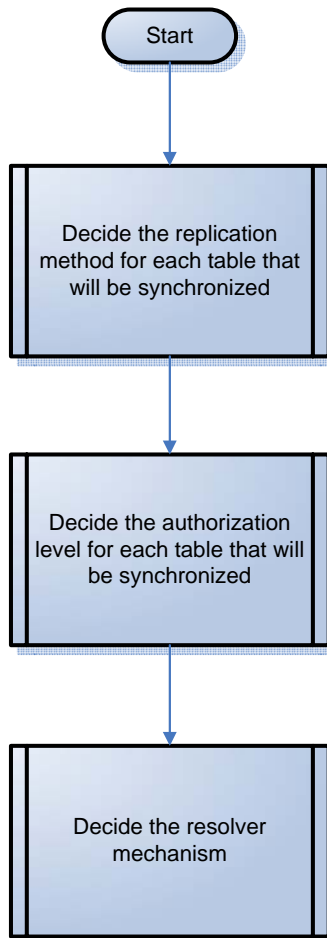 Start
Decide the replication
method for each table that
will be synchronized
Decide the authorization
level for each table that will
be synchronized
Decide the resolver
mechanism